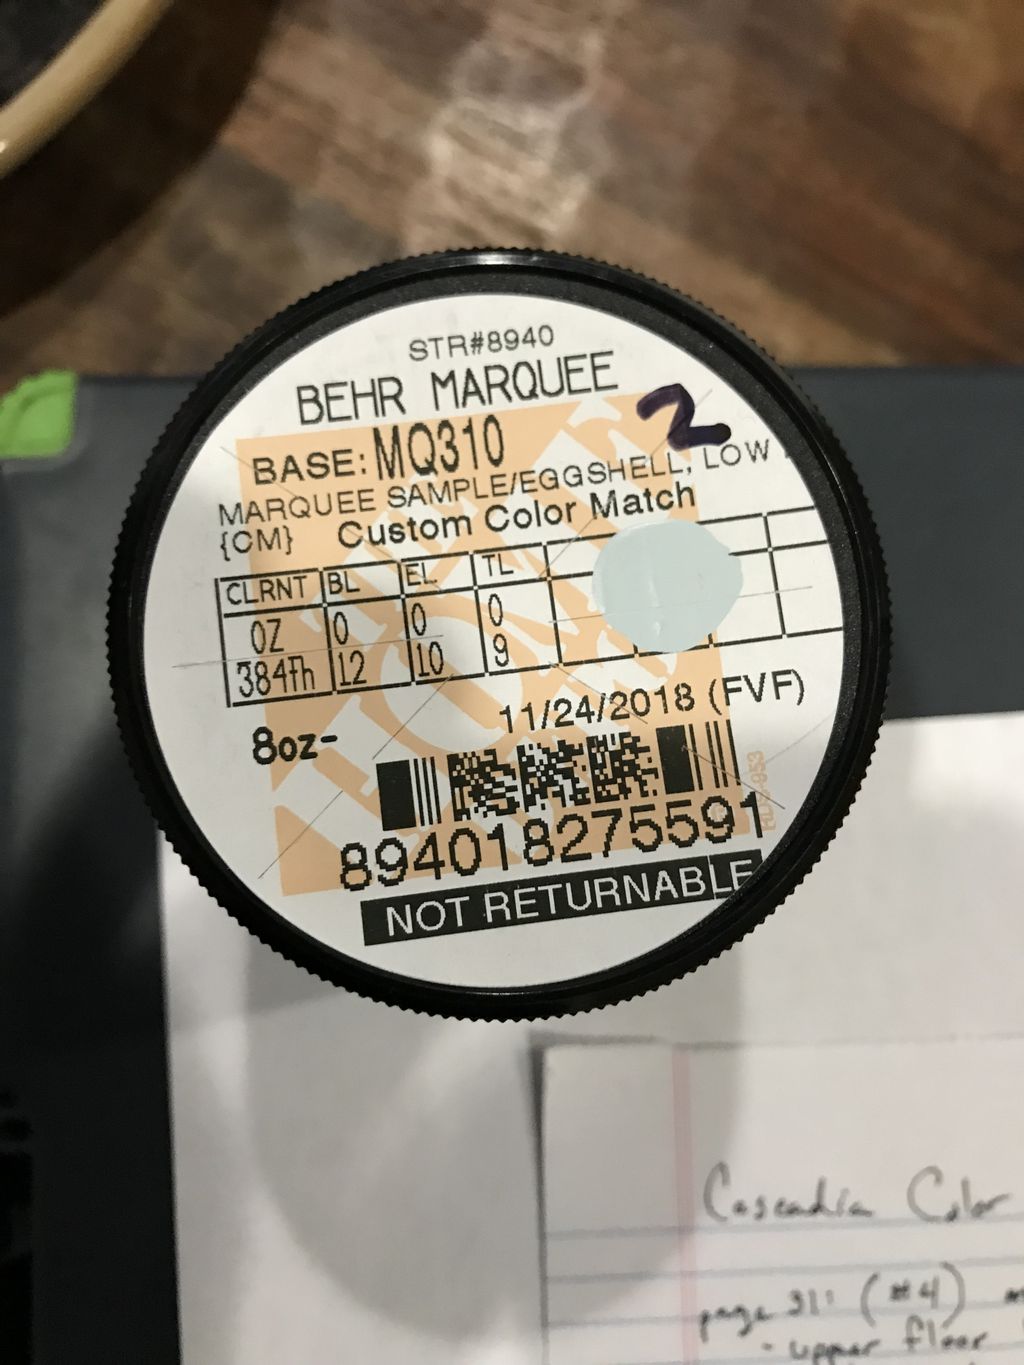 STR#8940
BEHR MARQUEE
2
BASE: MQ310
MARQUEE SAMPLE/EGGSHELL, LOW
{CM} Custom Color Match
CLRNT BL EL TL
OZ 0 0 0
384th 12 10 9
8oz- 11/24/2018 (FVF)
894018275591
NOT RETURNABLE
Cascadia Color
page 31: (#4)
- upper floor